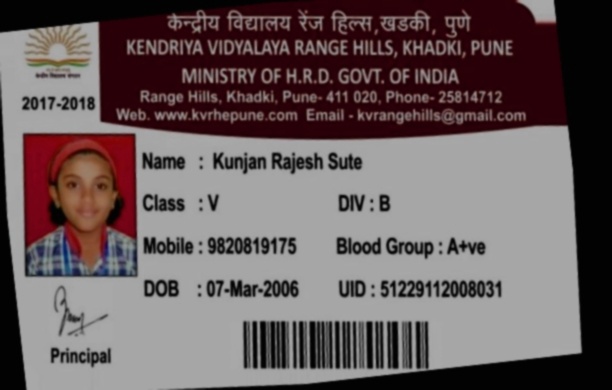 केन्द्रीय विद्यालय रेंज हिल्स,खडकी, पुणे
KENDRIYA VIDYALAYA RANGE HILLS, KHADKI, PUNE
MINISTRY OF H.R.D. GOVT. OF INDIA
2017-2018
Range Hills, Khadki, Pune- 411 020, Phone- 25814712
Web. www.kvrhepune.com Email - kvrangehills@gmail.com
Name : Kunjan Rajesh Sute
Class : V DIV : B
Mobile : 9820819175 Blood Group : A+ve
DOB : 07-Mar-2006 UID : 51229112008031
Principal